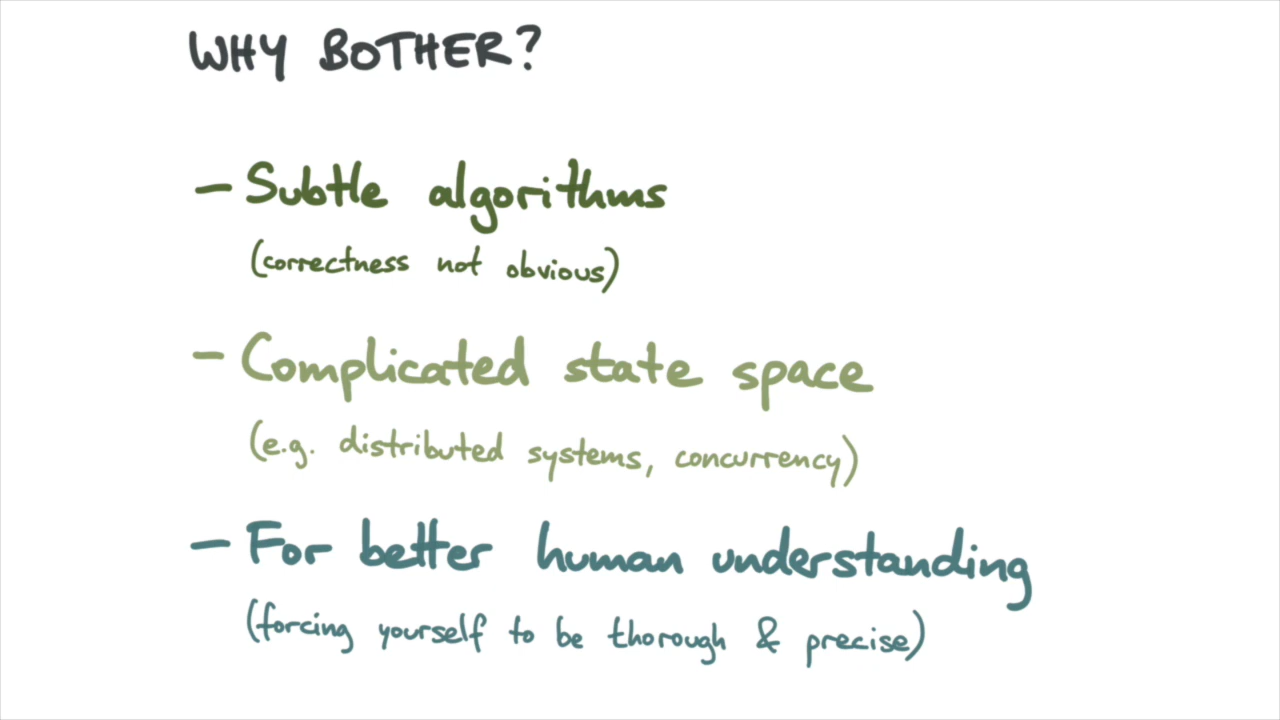 WHY BOTHER?
– Subtle algorithms
(correctness not obvious)
– Complicated state space
(e.g. distributed systems, concurrency)
– For better human understanding
(forcing yourself to be thorough & precise)